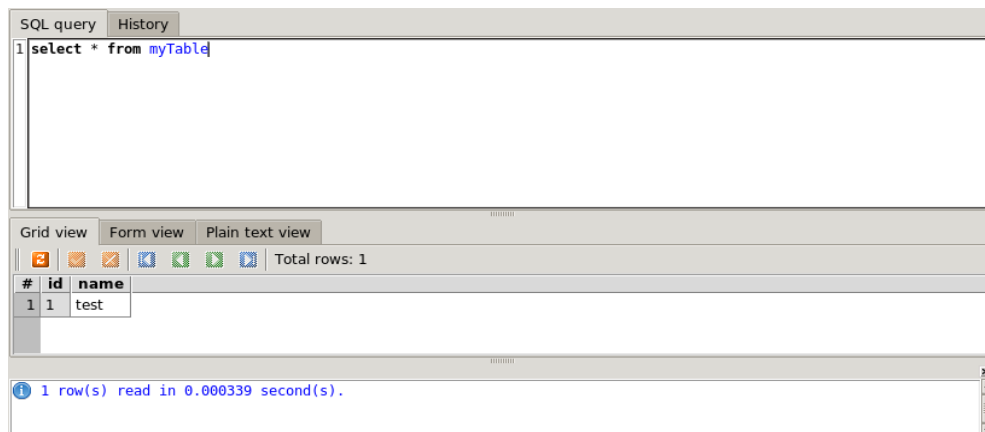 SQL query History
1 select * from myTable
Grid view Form view Plain text view
Total rows: 1
# id name
1 1 test
1 row(s) read in 0.000339 second(s).